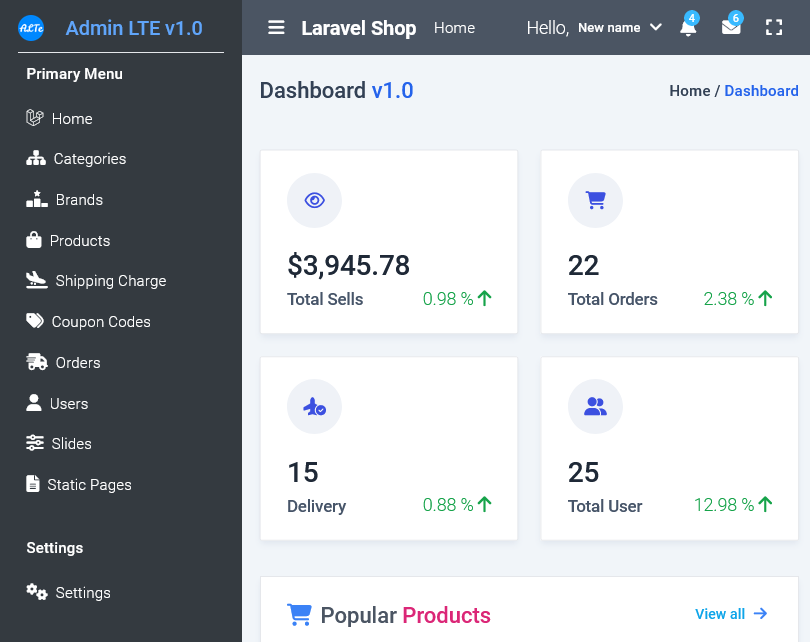 ALTc
Admin LTE v1.0
Primary Menu
Home
Categories
Brands
Products
Shipping Charge
Coupon Codes
Orders
Users
Slides
Static Pages
Settings
Settings
Laravel Shop
Home
Hello, New name
4
6
Dashboard v1.0
Home / Dashboard
$3,945.78
Total Sells
0.98 %
22
Total Orders
2.38 %
15
Delivery
0.88 %
25
Total User
12.98 %
Popular Products
View all